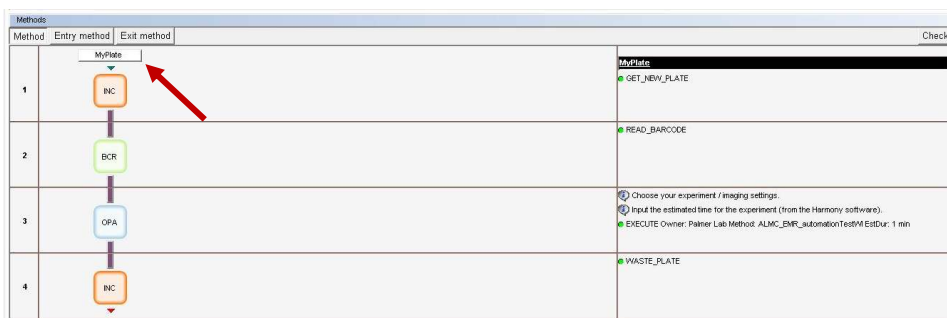 Methods
Method Entry method Exit method Check
MyPlate
MyPlate
1 INC GET_NEW_PLATE
2 BCR READ_BARCODE
Choose your experiment / imaging settings.
Input the estimated time for the experiment (from the Harmony software).
3 OPA EXECUTE Owner: Palmer Lab Method: ALMC_EMR_automationTestWI EstDur: 1 min
4 INC WASTE_PLATE